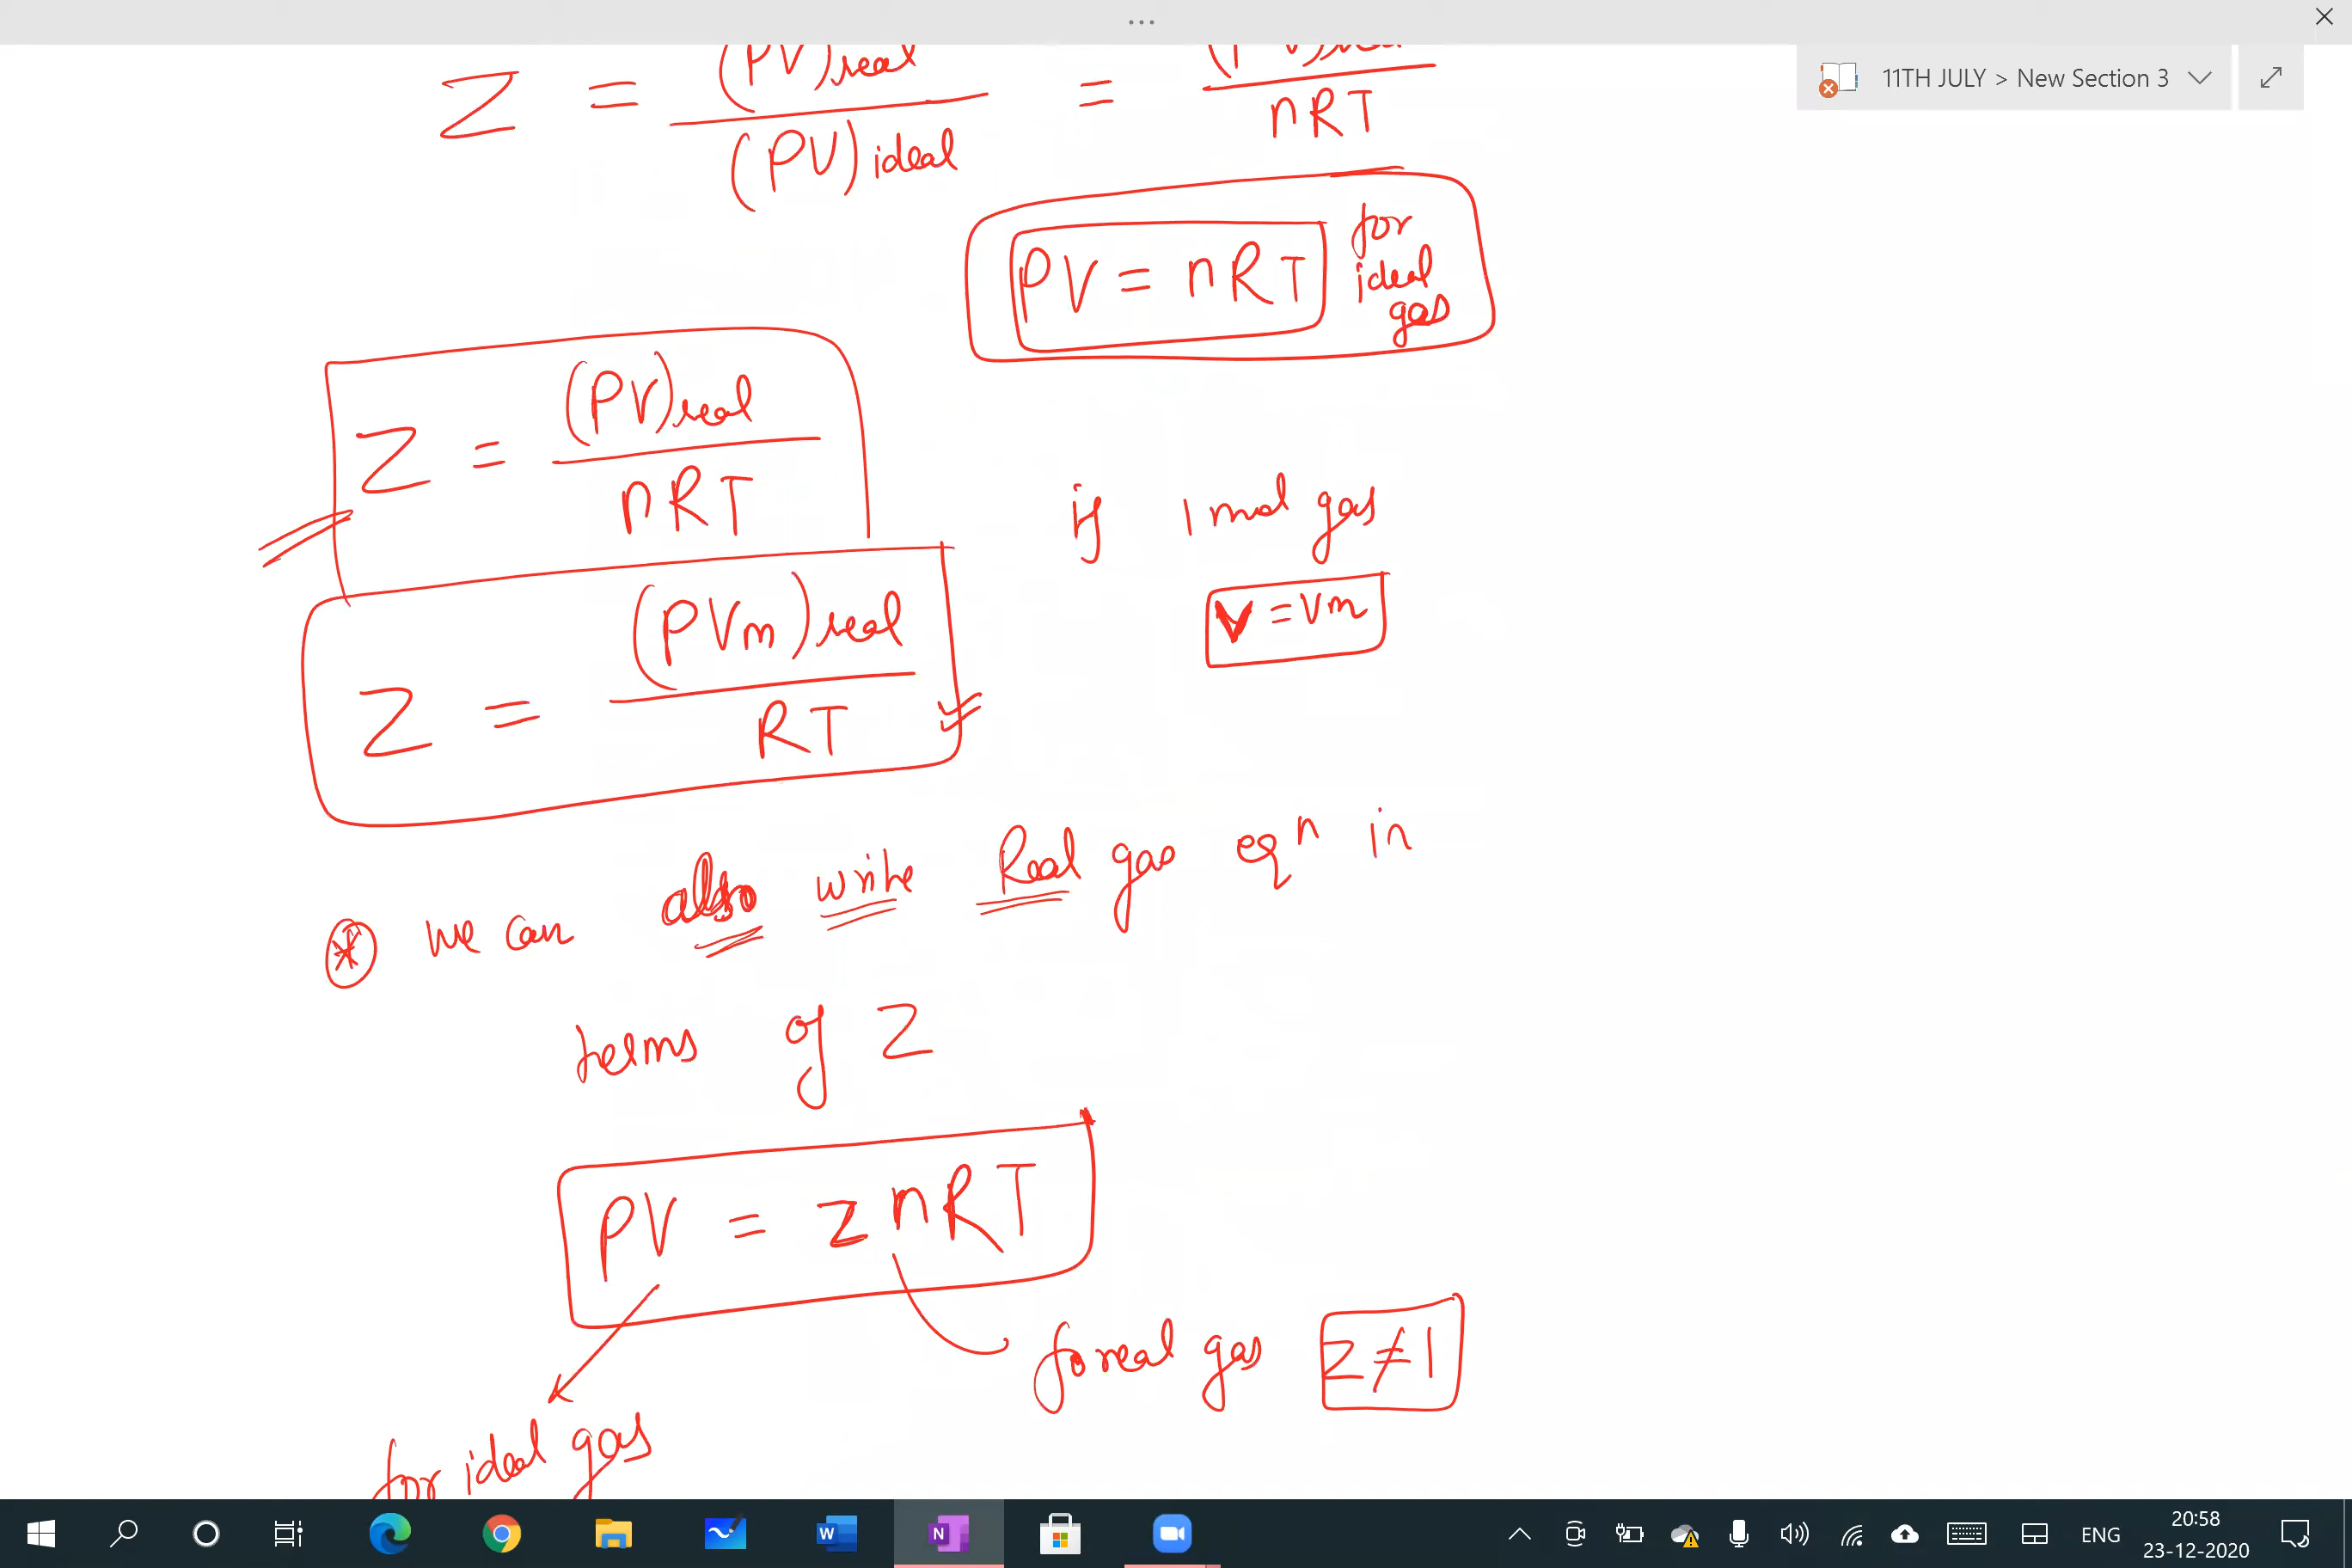 11TH JULY > New Section 3
Z = (PV)real / (PV)ideal = (PV)real / nRT
PV = nRT for ideal gas
Z = (PV)real / nRT
if 1 mol gas
V = Vm
Z = (PVm)real / RT
* we can also write Real gas eqn in
terms of Z
PV = ZnRT
for real gas Z ≠ 1
for ideal gas
ENG
20:58
23-12-2020